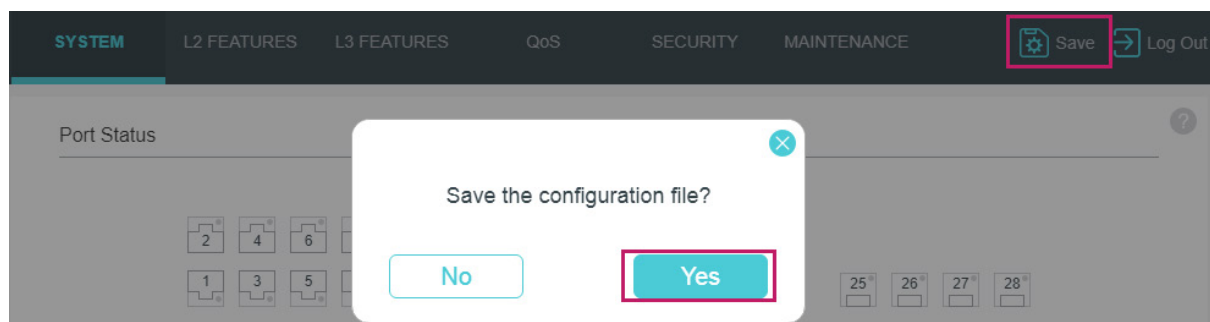 SYSTEM L2 FEATURES L3 FEATURES QoS SECURITY MAINTENANCE Save Log Out
Port Status ?
Save the configuration file?
2 4 6
No Yes
1 3 5 25 26 27 28